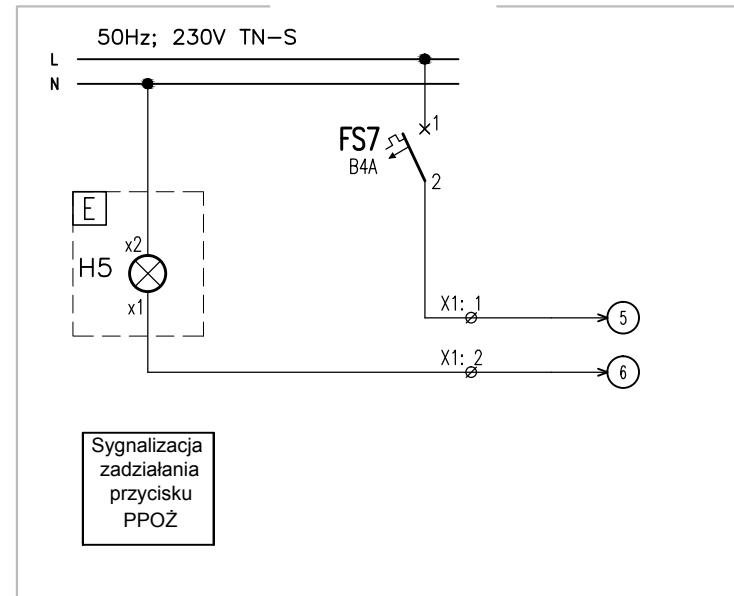 50Hz; 230V TN-S
L
N
1
FS7
B4A
2
E
x2
H5
x1
X1: 1
5
X1: 2
6
Sygnalizacja
zadziałania
przycisku
PPOŻ